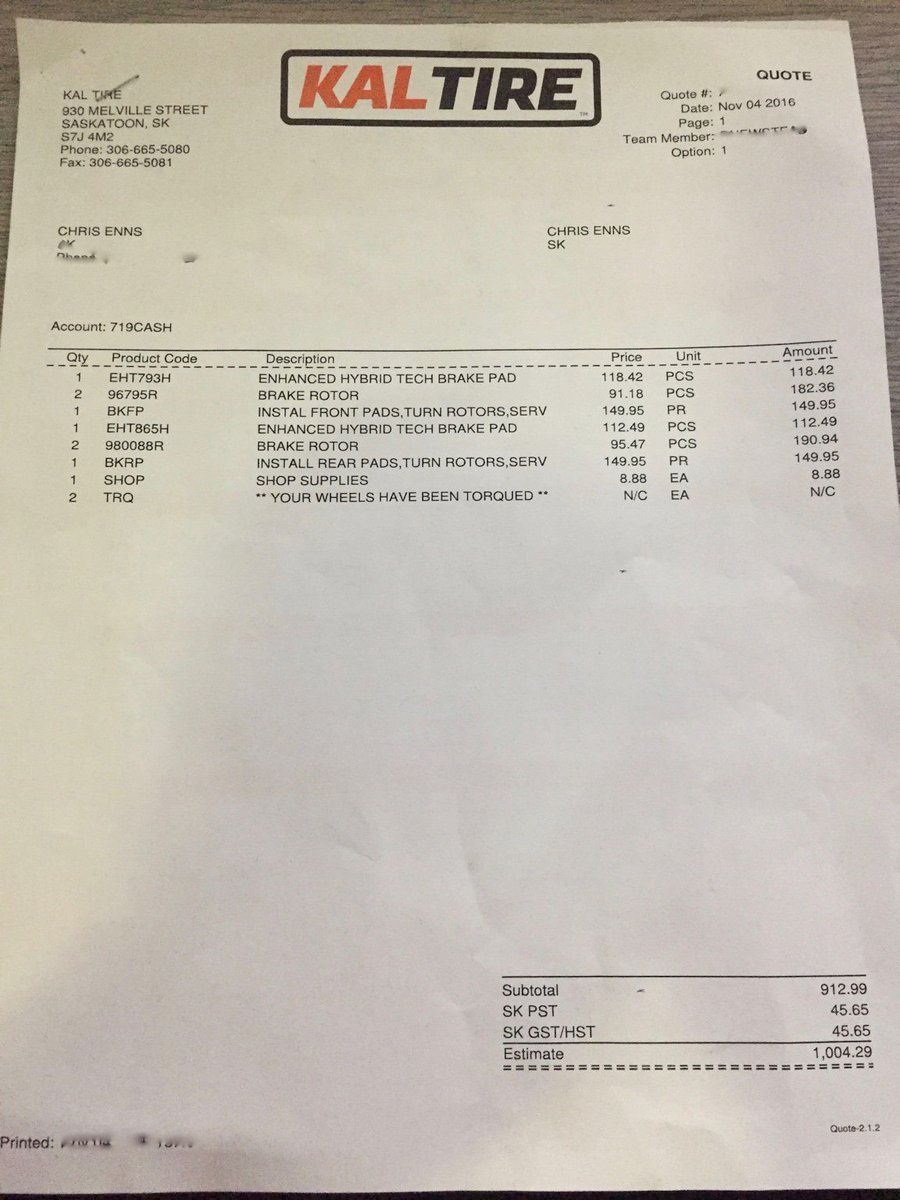 KAL TIRE
930 MELVILLE STREET
SASKATOON, SK
S7J 4M2
Phone: 306-665-5080
Fax: 306-665-5081
KALTIRE™
QUOTE
Quote #:
Date: Nov 04 2016
Page: 1
Team Member:
Option: 1
CHRIS ENNS
SK
Phone
CHRIS ENNS
SK
Account: 719CASH
Qty Product Code Description Price Unit Amount
1 EHT793H ENHANCED HYBRID TECH BRAKE PAD 118.42 PCS 118.42
2 96795R BRAKE ROTOR 91.18 PCS 182.36
1 BKFP INSTAL FRONT PADS,TURN ROTORS,SERV 149.95 PR 149.95
1 EHT865H ENHANCED HYBRID TECH BRAKE PAD 112.49 PCS 112.49
2 980088R BRAKE ROTOR 95.47 PCS 190.94
1 BKRP INSTALL REAR PADS,TURN ROTORS,SERV 149.95 PR 149.95
1 SHOP SHOP SUPPLIES 8.88 EA 8.88
2 TRQ ** YOUR WHEELS HAVE BEEN TORQUED ** N/C EA N/C
Subtotal 912.99
SK PST 45.65
SK GST/HST 45.65
Estimate 1,004.29
Quote-2.1.2
Printed: